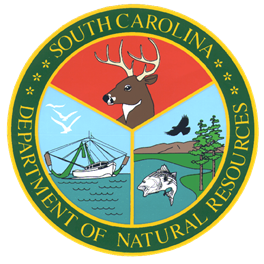 SOUTH CAROLINA
DEPARTMENT OF NATURAL RESOURCES